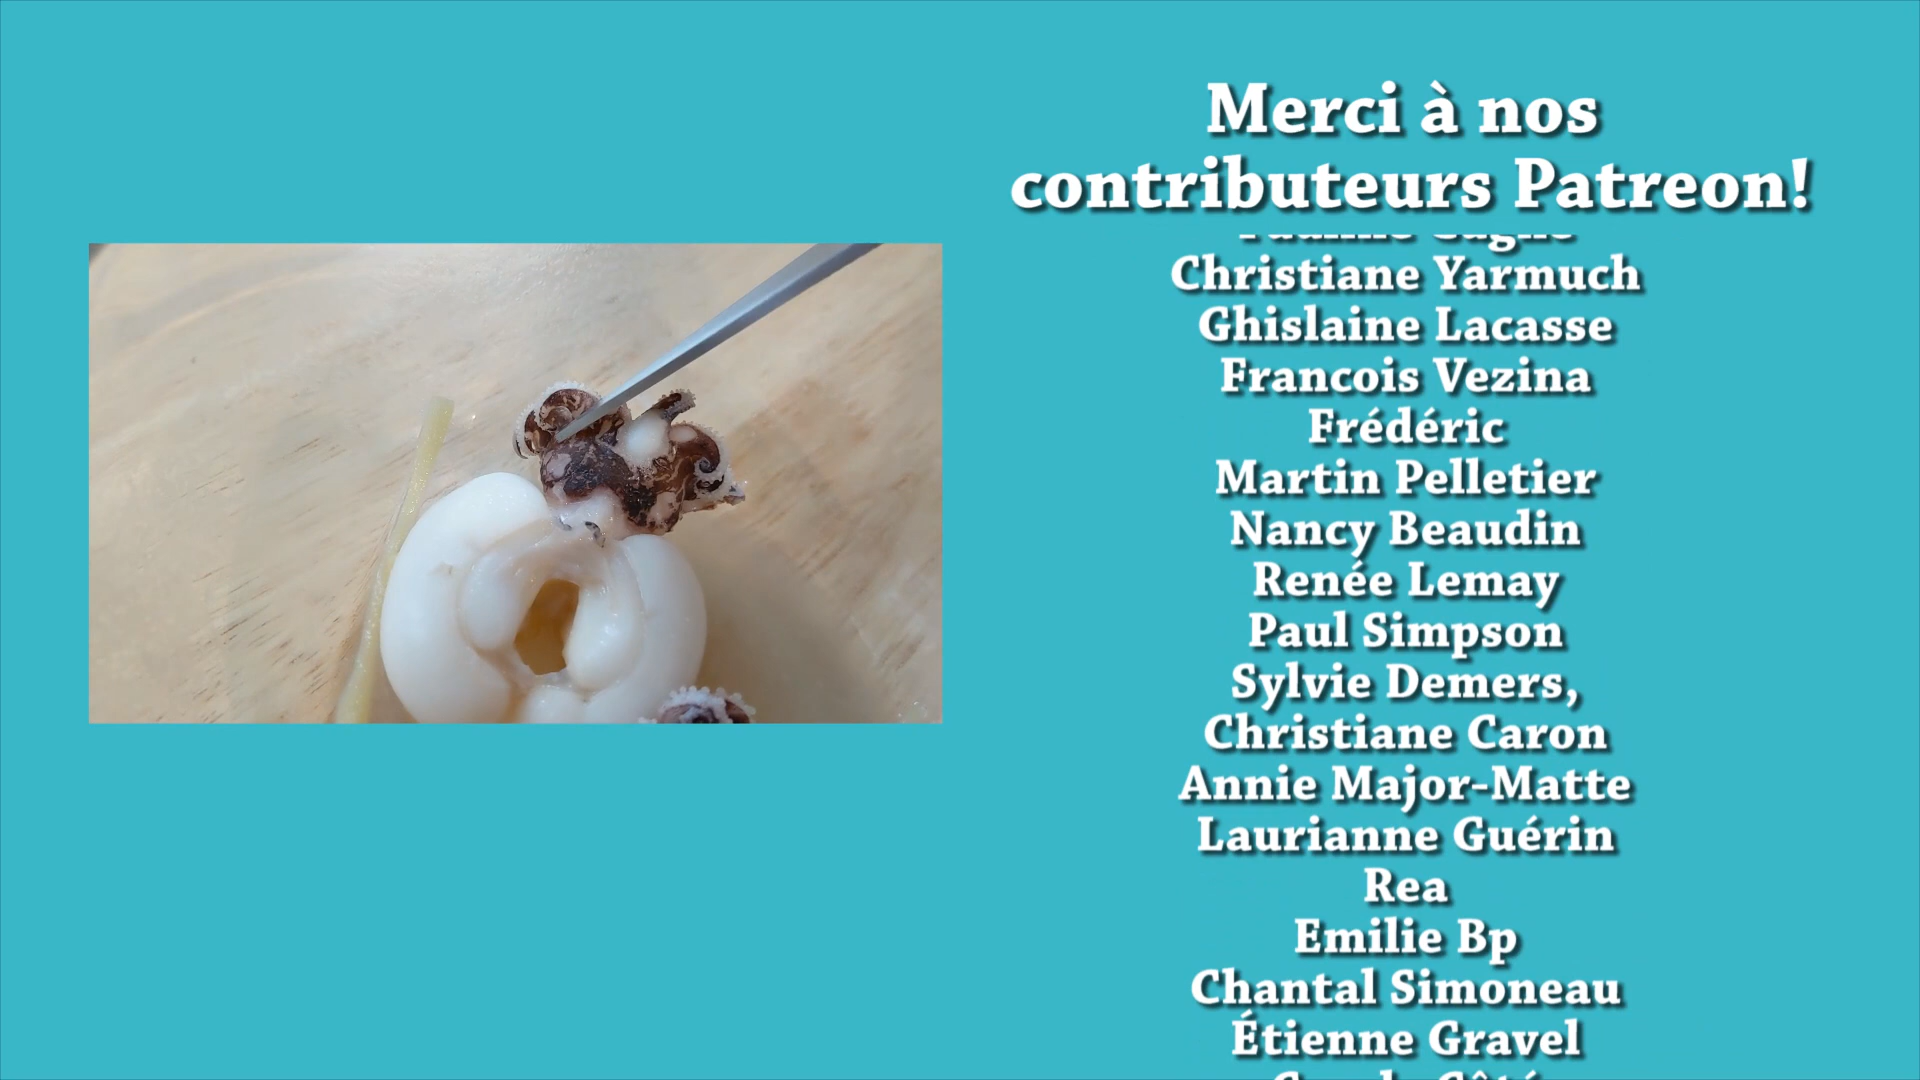 Merci à nos
contributeurs Patreon!
Christiane Yarmuch
Ghislaine Lacasse
Francois Vezina
Frédéric
Martin Pelletier
Nancy Beaudin
Renée Lemay
Paul Simpson
Sylvie Demers,
Christiane Caron
Annie Major-Matte
Laurianne Guérin
Rea
Emilie Bp
Chantal Simoneau
Étienne Gravel